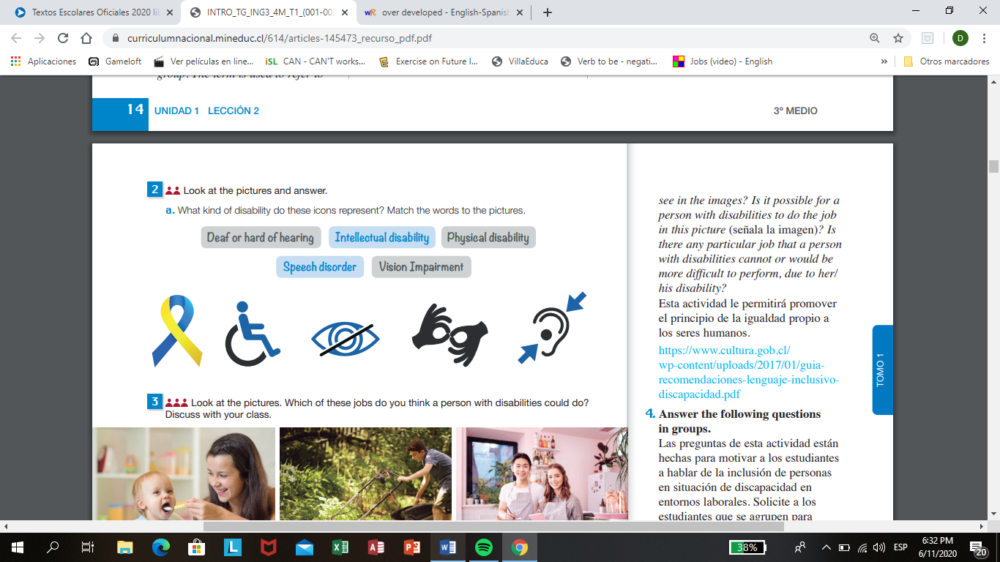 Textos Escolares Oficiales 2020 lib
INTRO_TG_ING3_4M_T1_(001-003
over developed - English-Spanish
curriculumnacional.mineduc.cl/614/articles-145473_recurso_pdf.pdf
D
Aplicaciones
Gameloft
Ver películas en line...
iSL CAN - CAN'T works...
Exercise on Future I...
VillaEduca
Verb to be - negati...
Jobs (video) - English
»
Otros marcadores
group. The term is used to refer to
14 UNIDAD 1 LECCIÓN 2
3º MEDIO
2 Look at the pictures and answer.
a. What kind of disability do these icons represent? Match the words to the pictures.
Deaf or hard of hearing Intellectual disability Physical disability
Speech disorder Vision Impairment
3 Look at the pictures. Which of these jobs do you think a person with disabilities could do?
Discuss with your class.
see in the images? Is it possible for a
person with disabilities to do the job
in this picture (señala la imagen)? Is
there any particular job that a person
with disabilities cannot or would be
more difficult to perform, due to her/
his disability?
Esta actividad le permitirá promover
el principio de la igualdad propio a
los seres humanos.
https://www.cultura.gob.cl/
wp-content/uploads/2017/01/guia-
recomendaciones-lenguaje-inclusivo-
discapacidad.pdf
4. Answer the following questions
in groups.
Las preguntas de esta actividad están
hechas para motivar a los estudiantes
a hablar de la inclusión de personas
en situación de discapacidad en
entornos laborales. Solicite a los
estudiantes que se agrupen para
TOMO 1
38%
ESP
6:32 PM
6/11/2020
20